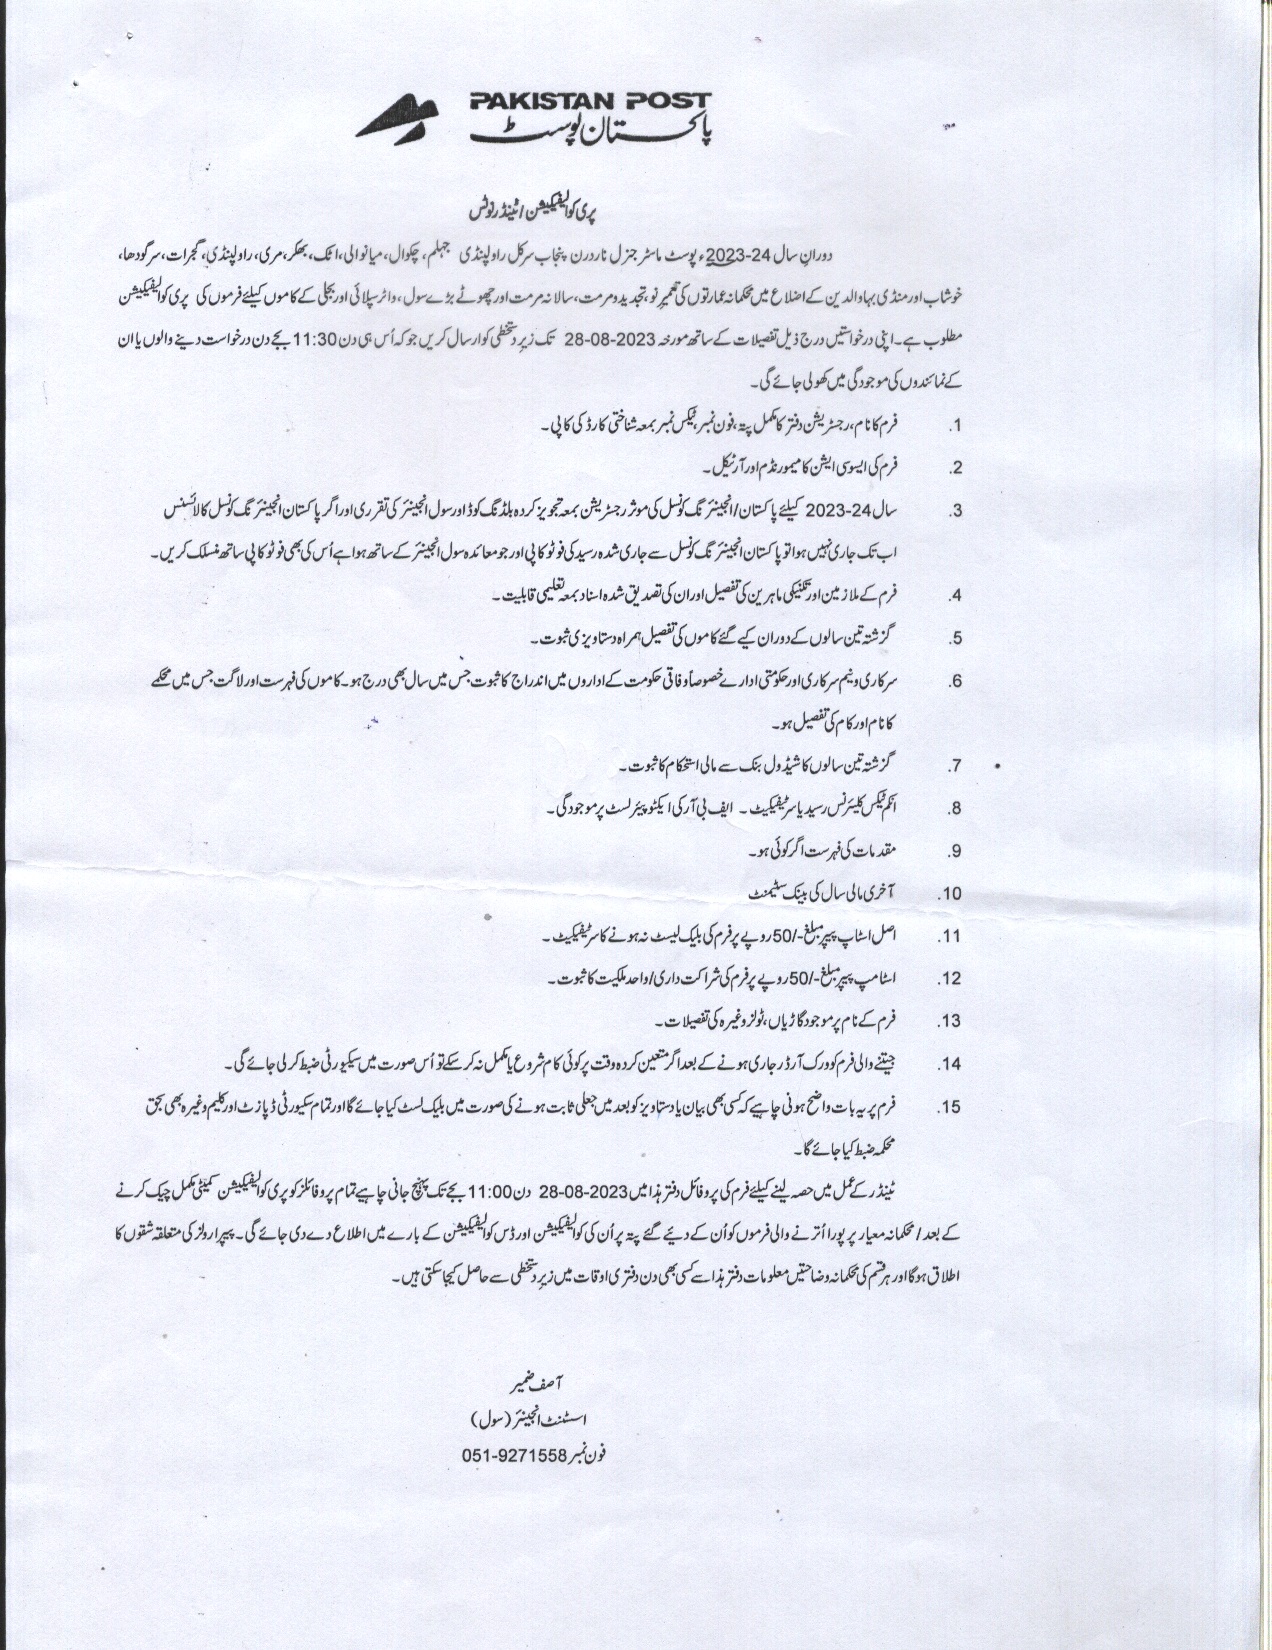 PAKISTAN POST
پاکستان پوسٹ
پری کوالیفیکیشن / ٹینڈر نوٹس
دورانِ سال 24-2023ء پوسٹ ماسٹر جنرل ناردرن پنجاب سرکل راولپنڈی جہلم، چکوال، میانوالی، اٹک، بھکر، مری، راولپنڈی، گجرات، سرگودھا،
خوشاب اور منڈی بہاوالدین کے اضلاع میں محکمانہ عمارتوں کی تعمیرِ نو، تجدید و مرمت، سالانہ مرمت اور چھوٹے بڑے سول، واٹر سپلائی اور بجلی کے کاموں کیلئے فرموں کی پری کوالیفیکیشن
مطلوب ہے۔ اپنی درخواستیں درج ذیل تفصیلات کے ساتھ مورخہ 28-08-2023 تک زیرِ دستخطی کو ارسال کریں جو کہ اُس ہی دن 11:30 بجے دن درخواست دینے والوں یا ان
کے نمائندوں کی موجودگی میں کھولی جائے گی۔
1. فرم کا نام، رجسٹریشن دفتر کا مکمل پتہ، فون نمبر، ٹیکس نمبر بمعہ شناختی کارڈ کی کاپی۔
2. فرم کی ایسوسی ایشن کا میمورنڈم اور آرٹیکل۔
3. سال 24-2023 کیلئے پاکستان/انجینئرنگ کونسل کی موثر رجسٹریشن بمعہ تجویز کردہ بلڈنگ کوڈ اور سول انجینئر کی تقرری اور اگر پاکستان انجینئرنگ کونسل کا لائسنس
اب تک جاری نہیں ہوا تو پاکستان انجینئرنگ کونسل سے جاری شدہ رسید کی فوٹو کاپی اور جو معائدہ سول انجینئر کے ساتھ ہوا ہے اُس کی بھی فوٹو کاپی ساتھ منسلک کریں۔
4. فرم کے ملازمین اور تکنیکی ماہرین کی تفصیل اور ان کی تصدیق شدہ اسناد بمعہ تعلیمی قابلیت۔
5. گزشتہ تین سالوں کے دوران کیے گئے کاموں کی تفصیل ہمراہ دستاویزی ثبوت۔
6. سرکاری و نیم سرکاری اور حکومتی ادارے خصوصاً وفاقی حکومت کے اداروں میں اندراج کا ثبوت جس میں سال بھی درج ہو۔ کاموں کی فہرست اور لاگت جس میں محکمے
کا نام اور کام کی تفصیل ہو۔
7. گزشتہ تین سالوں کا شیڈول بنک سے مالی استحکام کا ثبوت۔
8. انکم ٹیکس کلیئرنس رسید یا سرٹیفیکیٹ۔ ایف بی آر کی ایکٹو پیئر لسٹ پر موجودگی۔
9. مقدمات کی فہرست اگر کوئی ہو۔
10. آخری مالی سال کی بینک سٹیمنٹ
11. اصل اسٹاپ پیپر مبلغ -/50 روپے پر فرم کی بلیک لیسٹ نہ ہونے کا سرٹیفیکیٹ۔
12. اسٹامپ پیپر مبلغ -/50 روپے پر فرم کی شراکت داری/واحد ملکیت کا ثبوت۔
13. فرم کے نام پر موجود گاڑیاں، ٹولز وغیرہ کی تفصیلات۔
14. جیتنے والی فرم کو ورک آرڈر جاری ہونے کے بعد اگر متعین کردہ وقت پر کوئی کام شروع یا مکمل نہ کر سکے تو اُس صورت میں سیکیورٹی ضبط کر لی جائے گی۔
15. فرم پر یہ بات واضح ہونی چاہیے کہ کسی بھی بیان یا دستاویز کو بعد میں جعلی ثابت ہونے کی صورت میں بلیک لسٹ کیا جائے گا اور تمام سکیورٹی ڈپازٹ اور کلیم وغیرہ بھی بحق
محکمہ ضبط کیا جائے گا۔
ٹینڈر کے عمل میں حصہ لینے کیلئے فرم کی پروفائل دفتر ہذا میں 28-08-2023 دن 11:00 بجے تک پہنچ جانی چاہیے تمام پروفائلز کو پری کوالیفیکیشن کمیٹی مکمل چیک کرنے
کے بعد / محکمانہ معیار پر پورا اُترنے والی فرموں کو اُن کے دیئے گئے پتہ پر اُن کی کوالیفیکیشن اور ڈس کوالیفیکیشن کے بارے میں اطلاع دے دی جائے گی۔ پیپرا رولز کی متعلقہ شقوں کا
اطلاق ہوگا اور ہر قسم کی محکمانہ وضاحتیں معلومات دفتر ہذا سے کسی بھی دن دفتری اوقات میں زیرِ دستخطی سے حاصل کیجا سکتی ہیں۔
آصف ضمیر
اسسٹنٹ انجینئر (سول)
فون نمبر 051-9271558